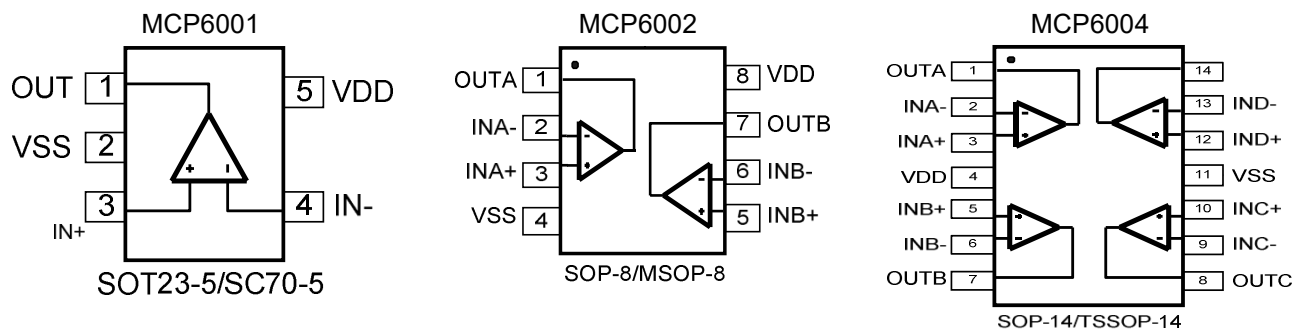 MCP6001
OUT 1
5 VDD
VSS 2
3
IN+
4 IN-
+ -
SOT23-5/SC70-5
MCP6002
OUTA 1
8 VDD
INA- 2
7 OUTB
INA+ 3
6 INB-
VSS 4
5 INB+
- +
- +
SOP-8/MSOP-8
MCP6004
OUTA 1
14
INA- 2
13 IND-
INA+ 3
12 IND+
VDD 4
11 VSS
INB+ 5
10 INC+
INB- 6
9 INC-
OUTB 7
8 OUTC
- +
- +
+ -
+ -
SOP-14/TSSOP-14